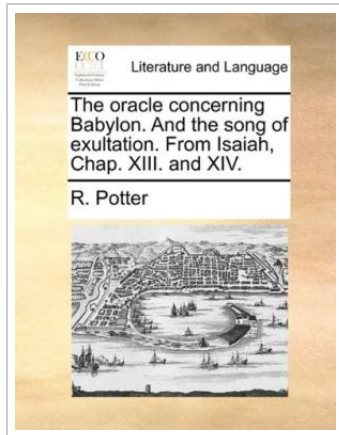 ECCO
Literature and Language
The oracle concerning
Babylon. And the song of
exultation. From Isaiah,
Chap. XIII. and XIV.
R. Potter